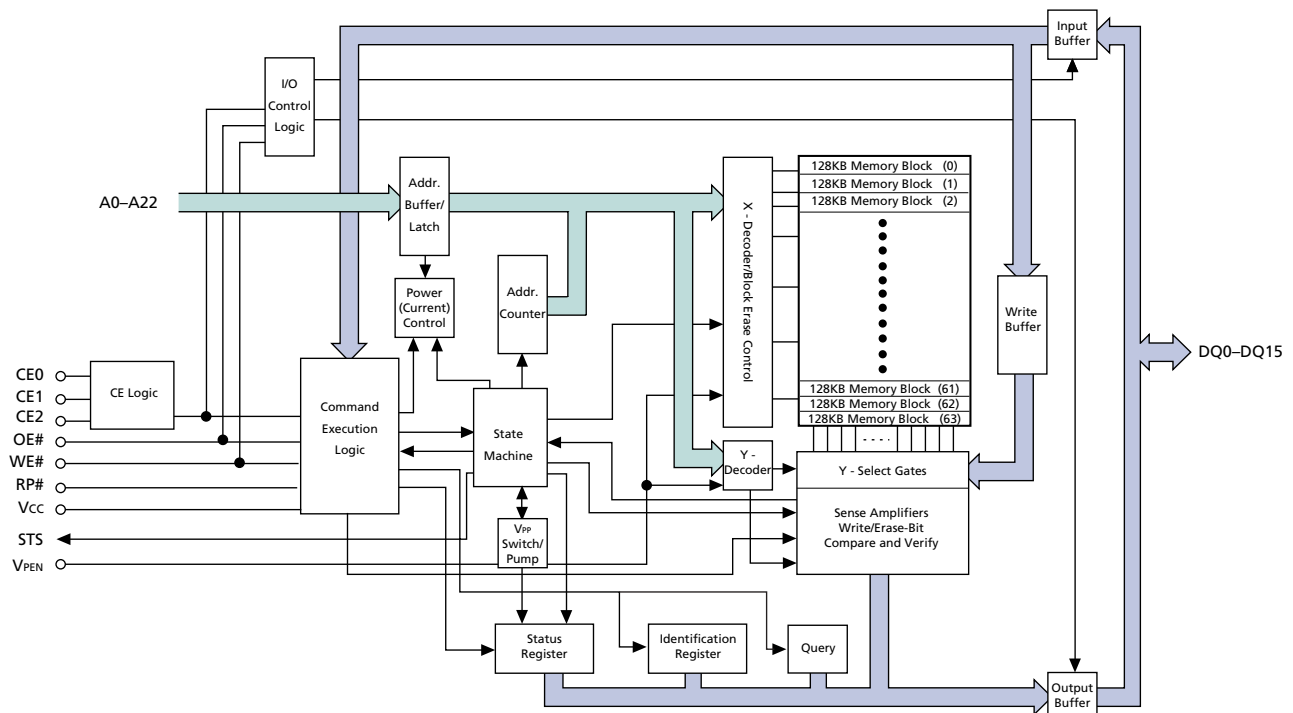 Input
Buffer
I/O
Control
Logic
A0–A22
Addr.
Buffer/
Latch
X - Decoder/Block Erase Control
128KB Memory Block (0)
128KB Memory Block (1)
128KB Memory Block (2)
Power
(Current)
Control
Addr.
Counter
Write
Buffer
DQ0–DQ15
CE0
CE1
CE2
OE#
WE#
RP#
VCC
STS
VPEN
CE Logic
Command
Execution
Logic
State
Machine
128KB Memory Block (61)
128KB Memory Block (62)
128KB Memory Block (63)
Y -
Decoder
Y - Select Gates
Sense Amplifiers
Write/Erase-Bit
Compare and Verify
VPP
Switch/
Pump
Status
Register
Identification
Register
Query
Output
Buffer